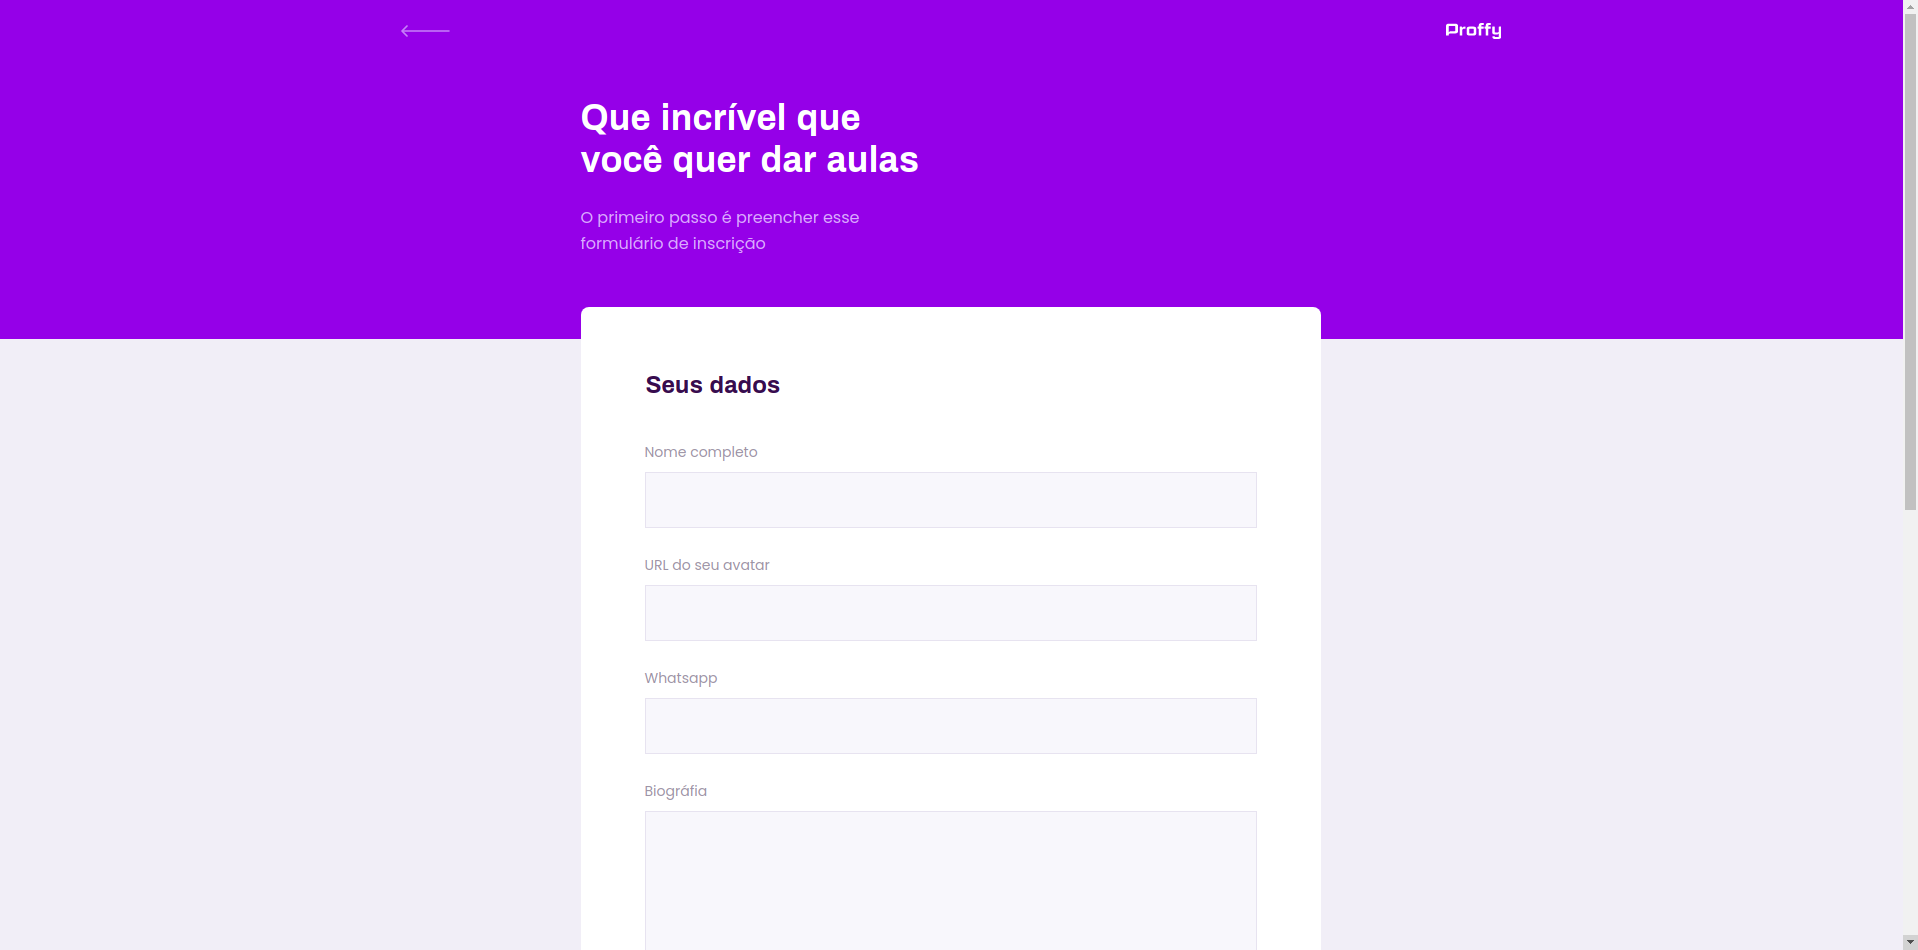 Proffy
Que incrível que
você quer dar aulas
O primeiro passo é preencher esse
formulário de inscrição
Seus dados
Nome completo
URL do seu avatar
Whatsapp
Biográfia